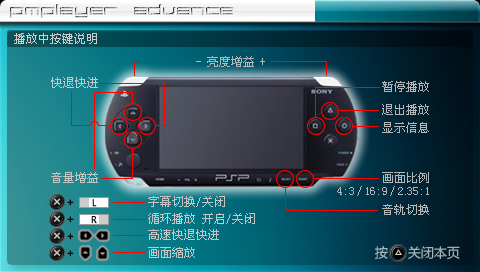 pmplayer advance
播放中按键说明
- 亮度增益 +
快退快进
暂停播放
SONY
退出播放
显示信息
PSP
音量增益
画面比例
4:3/16:9/2.35:1
音轨切换
+ L 字幕切换/关闭
+ R 循环播放 开启/关闭
+ 高速快退快进
+ 画面缩放
按 关闭本页